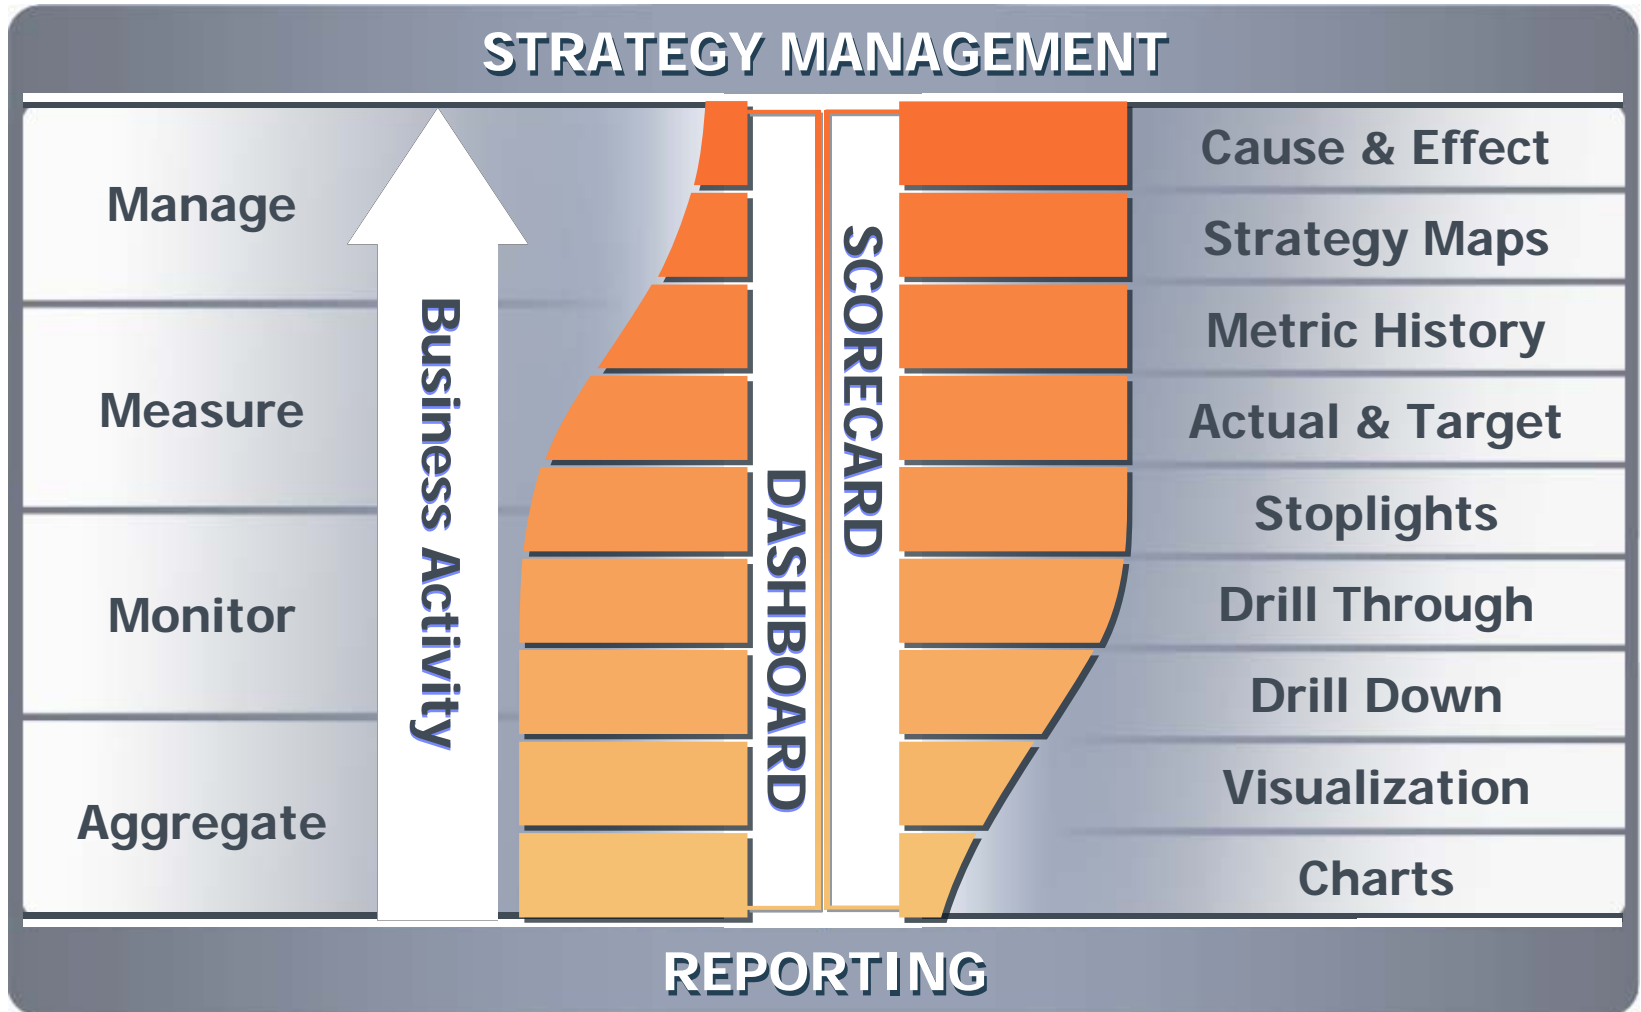 STRATEGY MANAGEMENT
Manage
Measure
Monitor
Aggregate
Business Activity
DASHBOARD
SCORECARD
Cause & Effect
Strategy Maps
Metric History
Actual & Target
Stoplights
Drill Through
Drill Down
Visualization
Charts
REPORTING